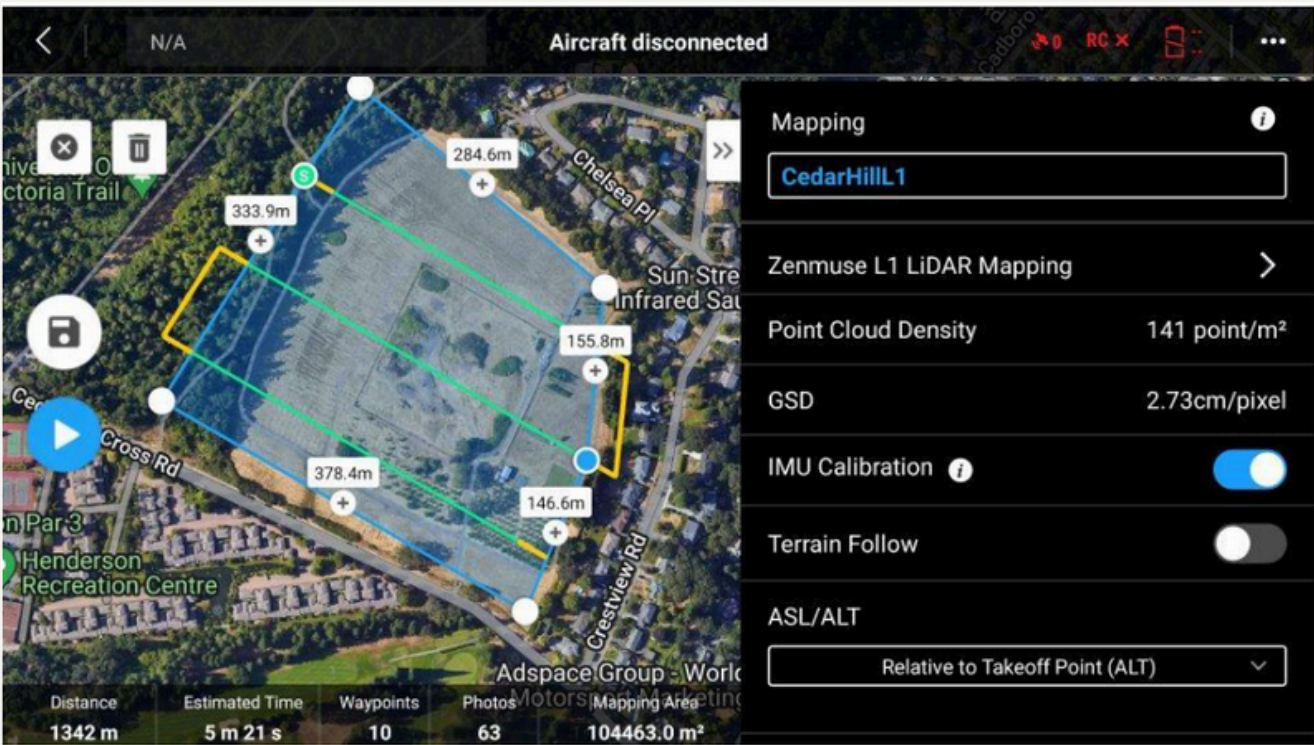 N/A
Aircraft disconnected
0
RC
Mapping
CedarHillL1
Zenmuse L1 LiDAR Mapping
Point Cloud Density
141 point/m²
GSD
2.73cm/pixel
IMU Calibration
Terrain Follow
ASL/ALT
Relative to Takeoff Point (ALT)
284.6m
Chelsea Pl
ctoria Trail
S
333.9m
Sun Stre
Infrared Sau
155.8m
Cross Rd
378.4m
146.6m
n Par 3
Henderson
Recreation Centre
Crestview Rd
Adspace Group - World
Motorsport Marketing
Distance
1342 m
Estimated Time
5 m 21 s
Waypoints
10
Photos
63
Mapping Area
104463.0 m²